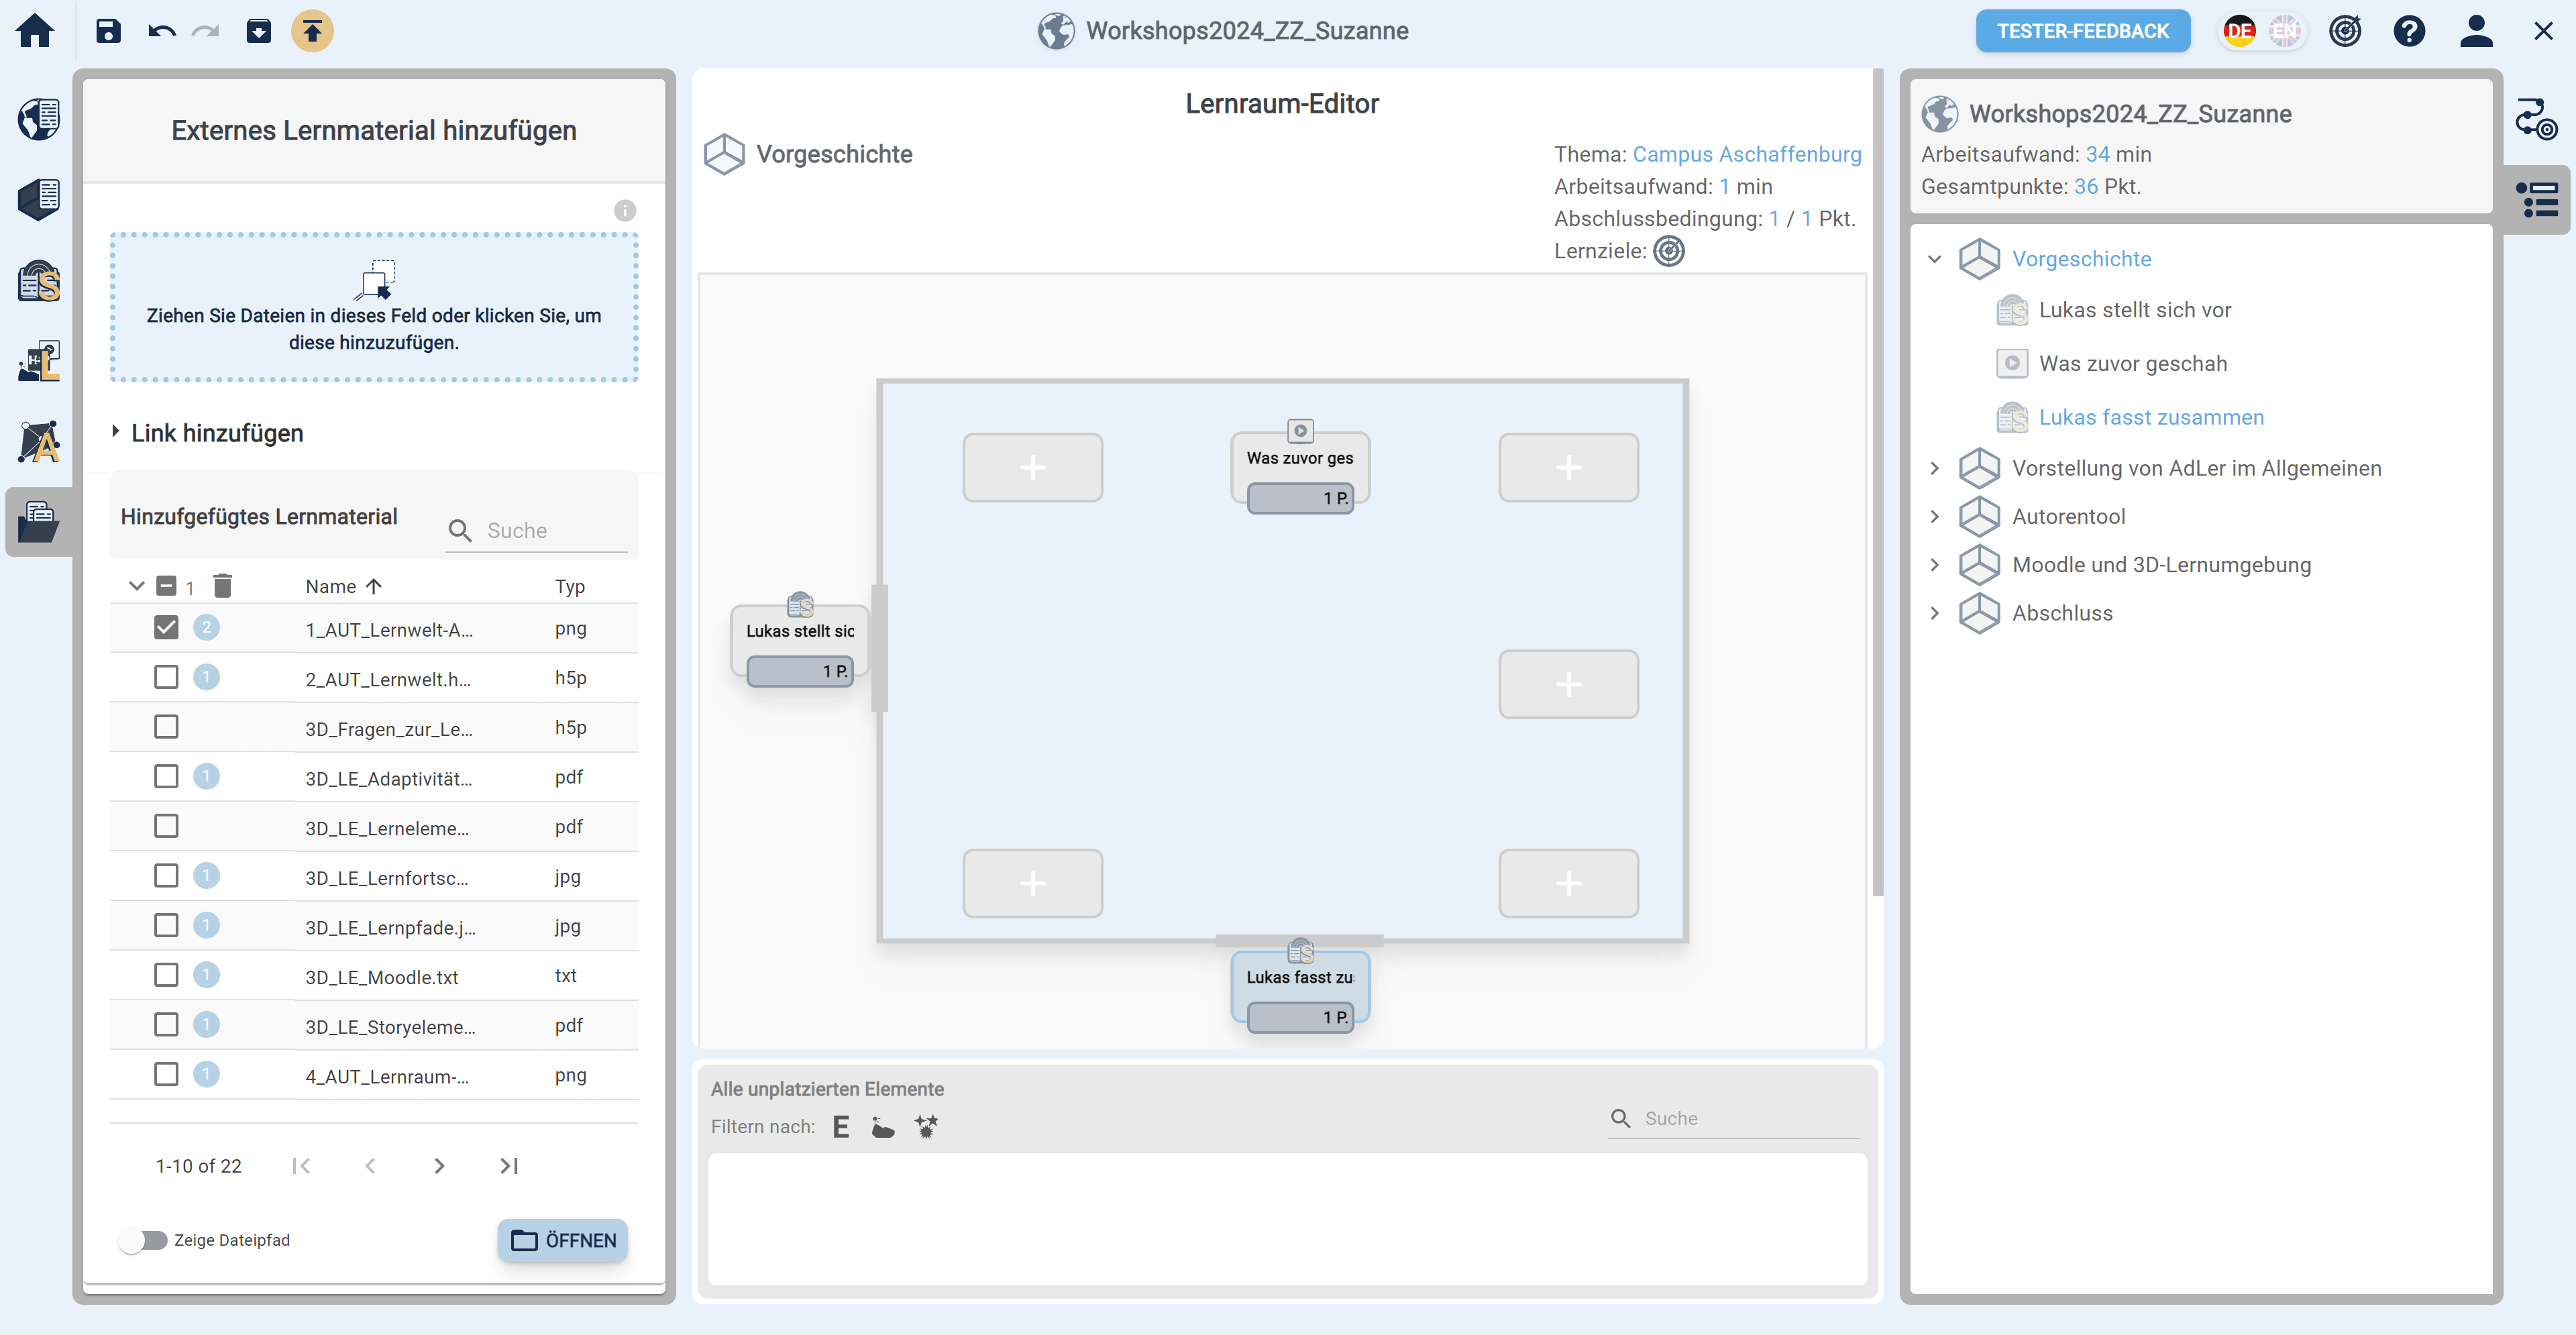 Workshops2024_ZZ_Suzanne
TESTER-FEEDBACK
DE
EN
Externes Lernmaterial hinzufügen
Ziehen Sie Dateien in dieses Feld oder klicken Sie, um
diese hinzuzufügen.
Link hinzufügen
Hinzufgefügtes Lernmaterial
Suche
1
Name
Typ
2
1_AUT_Lernwelt-A...
png
1
2_AUT_Lernwelt.h...
h5p
3D_Fragen_zur_Le...
h5p
1
3D_LE_Adaptivität...
pdf
3D_LE_Lerneleme...
pdf
1
3D_LE_Lernfortsc...
jpg
1
3D_LE_Lernpfade.j...
jpg
1
3D_LE_Moodle.txt
txt
1
3D_LE_Storyeleme...
pdf
1
4_AUT_Lernraum-...
png
1-10 of 22
Zeige Dateipfad
ÖFFNEN
Lernraum-Editor
Vorgeschichte
Thema: Campus Aschaffenburg
Arbeitsaufwand: 1 min
Abschlussbedingung: 1 / 1 Pkt.
Lernziele:
Was zuvor ges
1 P.
Lukas stellt sic
1 P.
Lukas fasst zu
1 P.
Alle unplatzierten Elemente
Filtern nach:
E
Suche
Workshops2024_ZZ_Suzanne
Arbeitsaufwand: 34 min
Gesamtpunkte: 36 Pkt.
Vorgeschichte
Lukas stellt sich vor
Was zuvor geschah
Lukas fasst zusammen
Vorstellung von AdLer im Allgemeinen
Autorentool
Moodle und 3D-Lernumgebung
Abschluss